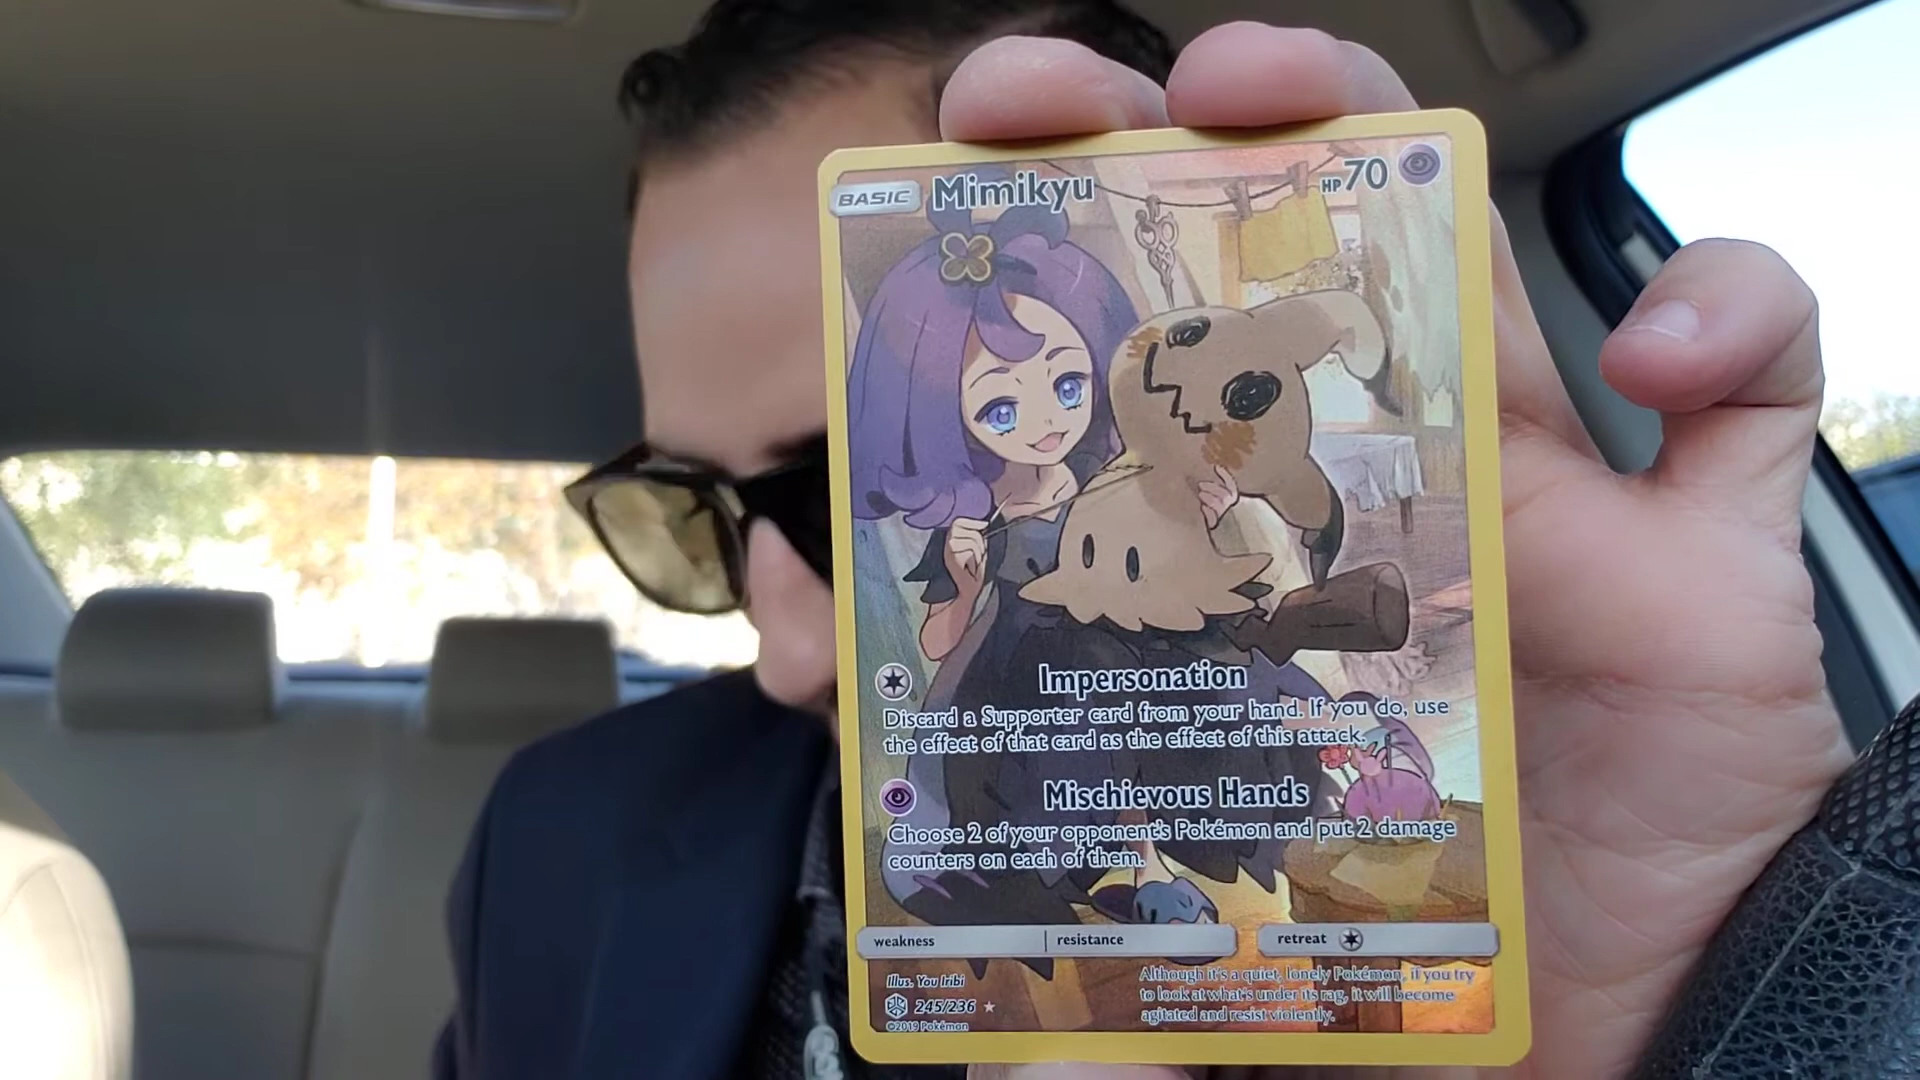 BASIC Mimikyu HP 70
Impersonation
Discard a Supporter card from your hand. If you do, use
the effect of that card as the effect of this attack.
Mischievous Hands
Choose 2 of your opponent's Pokémon and put 2 damage
counters on each of them.
weakness resistance retreat
Illus. You Iribi
245/236
©2019 Pokémon
Although it's a quiet, lonely Pokémon, if you try
to look at what's under its rag, it will become
agitated and resist violently.